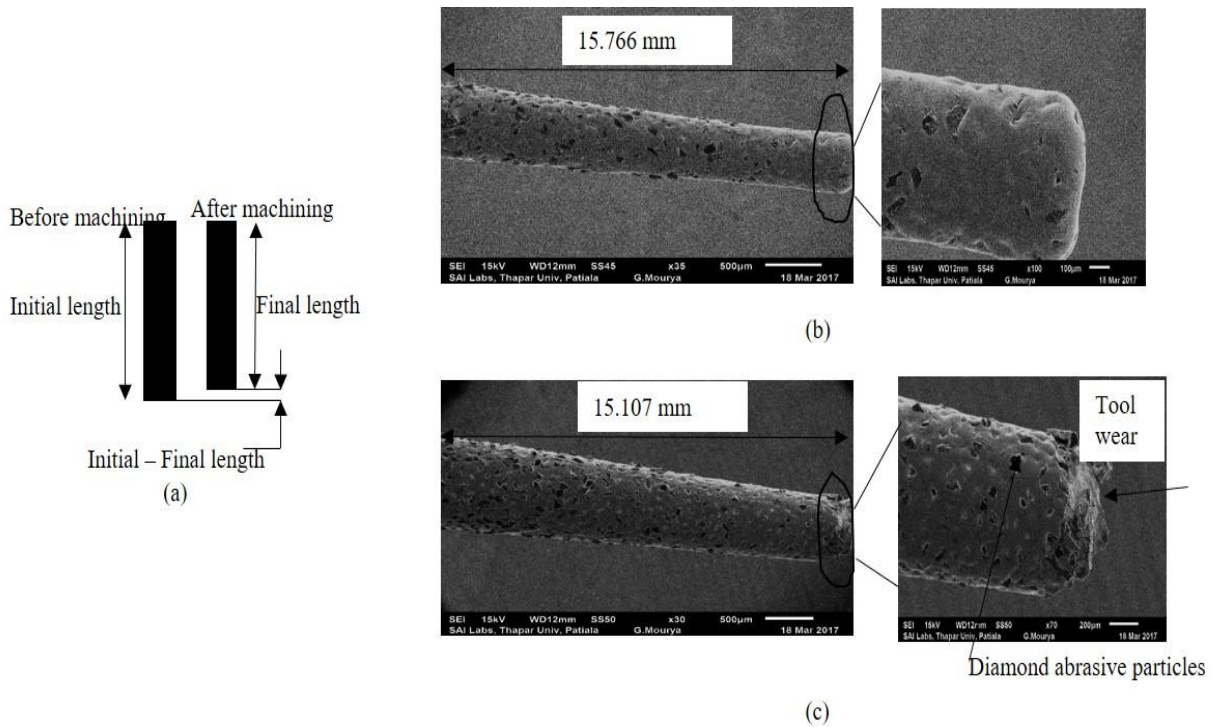 Before machining
After machining
Initial length
Final length
Initial – Final length
(a)
15.766 mm
SEI 15kV WD12mm SS45 x35 500µm
SAI Labs, Thapar Univ, Patiala G.Mourya 18 Mar 2017
SEI 15kV WD12mm SS45 x100 100µm
SAI Labs, Thapar Univ, Patiala G.Mourya 18 Mar 2017
(b)
15.107 mm
SEI 15kV WD12mm SS50 x30 500µm
SAI Labs, Thapar Univ, Patiala G.Mourya 18 Mar 2017
Tool
wear
SEI 15kV WD12mm SS50 x70 200µm
SAI Labs, Thapar Univ, Patiala G.Mourya 18 Mar 2017
Diamond abrasive particles
(c)